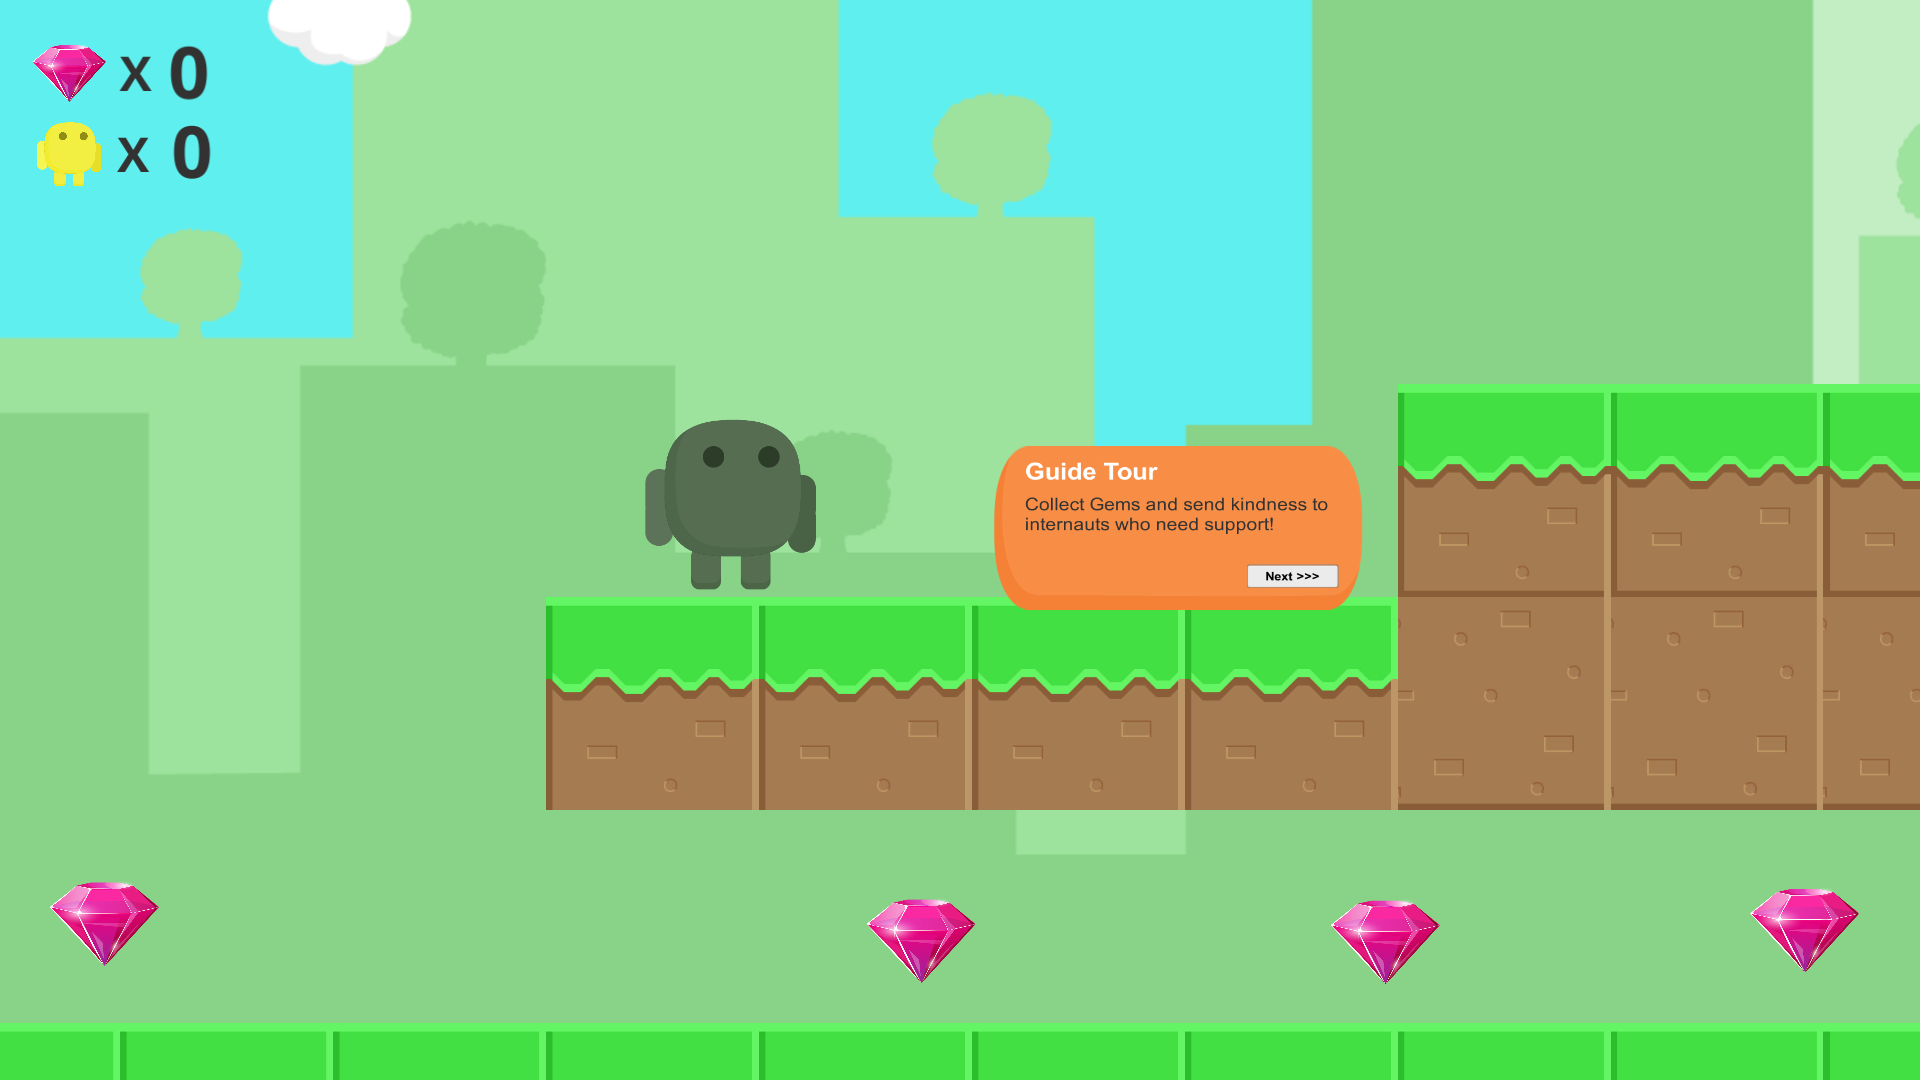 x 0
x 0
Guide Tour
Collect Gems and send kindness to
internauts who need support!
Next >>>